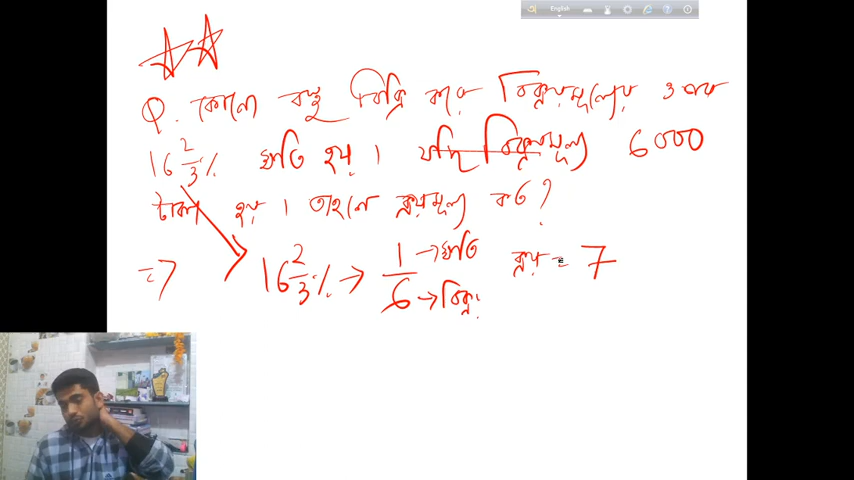 English
Q. কোনো বস্তু বিক্রি করে বিক্রয়মূল্যের ওপর
16 2/3 % ক্ষতি হয় । যদি বিক্রয়মূল্য 6000
টাকা হয় । তাহলে ক্রয়মূল্য কত ?
=> 16 2/3 % → 1/6 → ক্ষতি → বিক্রয় ক্রয় = 7